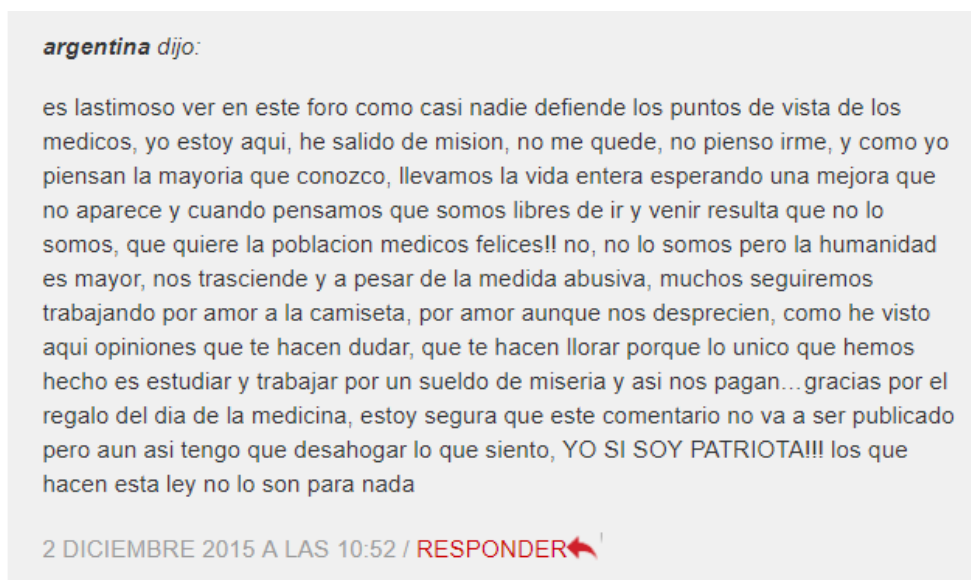 argentina dijo:
es lastimoso ver en este foro como casi nadie defiende los puntos de vista de los
medicos, yo estoy aqui, he salido de mision, no me quede, no pienso irme, y como yo
piensan la mayoria que conozco, llevamos la vida entera esperando una mejora que
no aparece y cuando pensamos que somos libres de ir y venir resulta que no lo
somos, que quiere la poblacion medicos felices!! no, no lo somos pero la humanidad
es mayor, nos trasciende y a pesar de la medida abusiva, muchos seguiremos
trabajando por amor a la camiseta, por amor aunque nos desprecien, como he visto
aqui opiniones que te hacen dudar, que te hacen llorar porque lo unico que hemos
hecho es estudiar y trabajar por un sueldo de miseria y asi nos pagan…gracias por el
regalo del dia de la medicina, estoy segura que este comentario no va a ser publicado
pero aun asi tengo que desahogar lo que siento, YO SI SOY PATRIOTA!!! los que
hacen esta ley no lo son para nada
2 DICIEMBRE 2015 A LAS 10:52 / RESPONDER